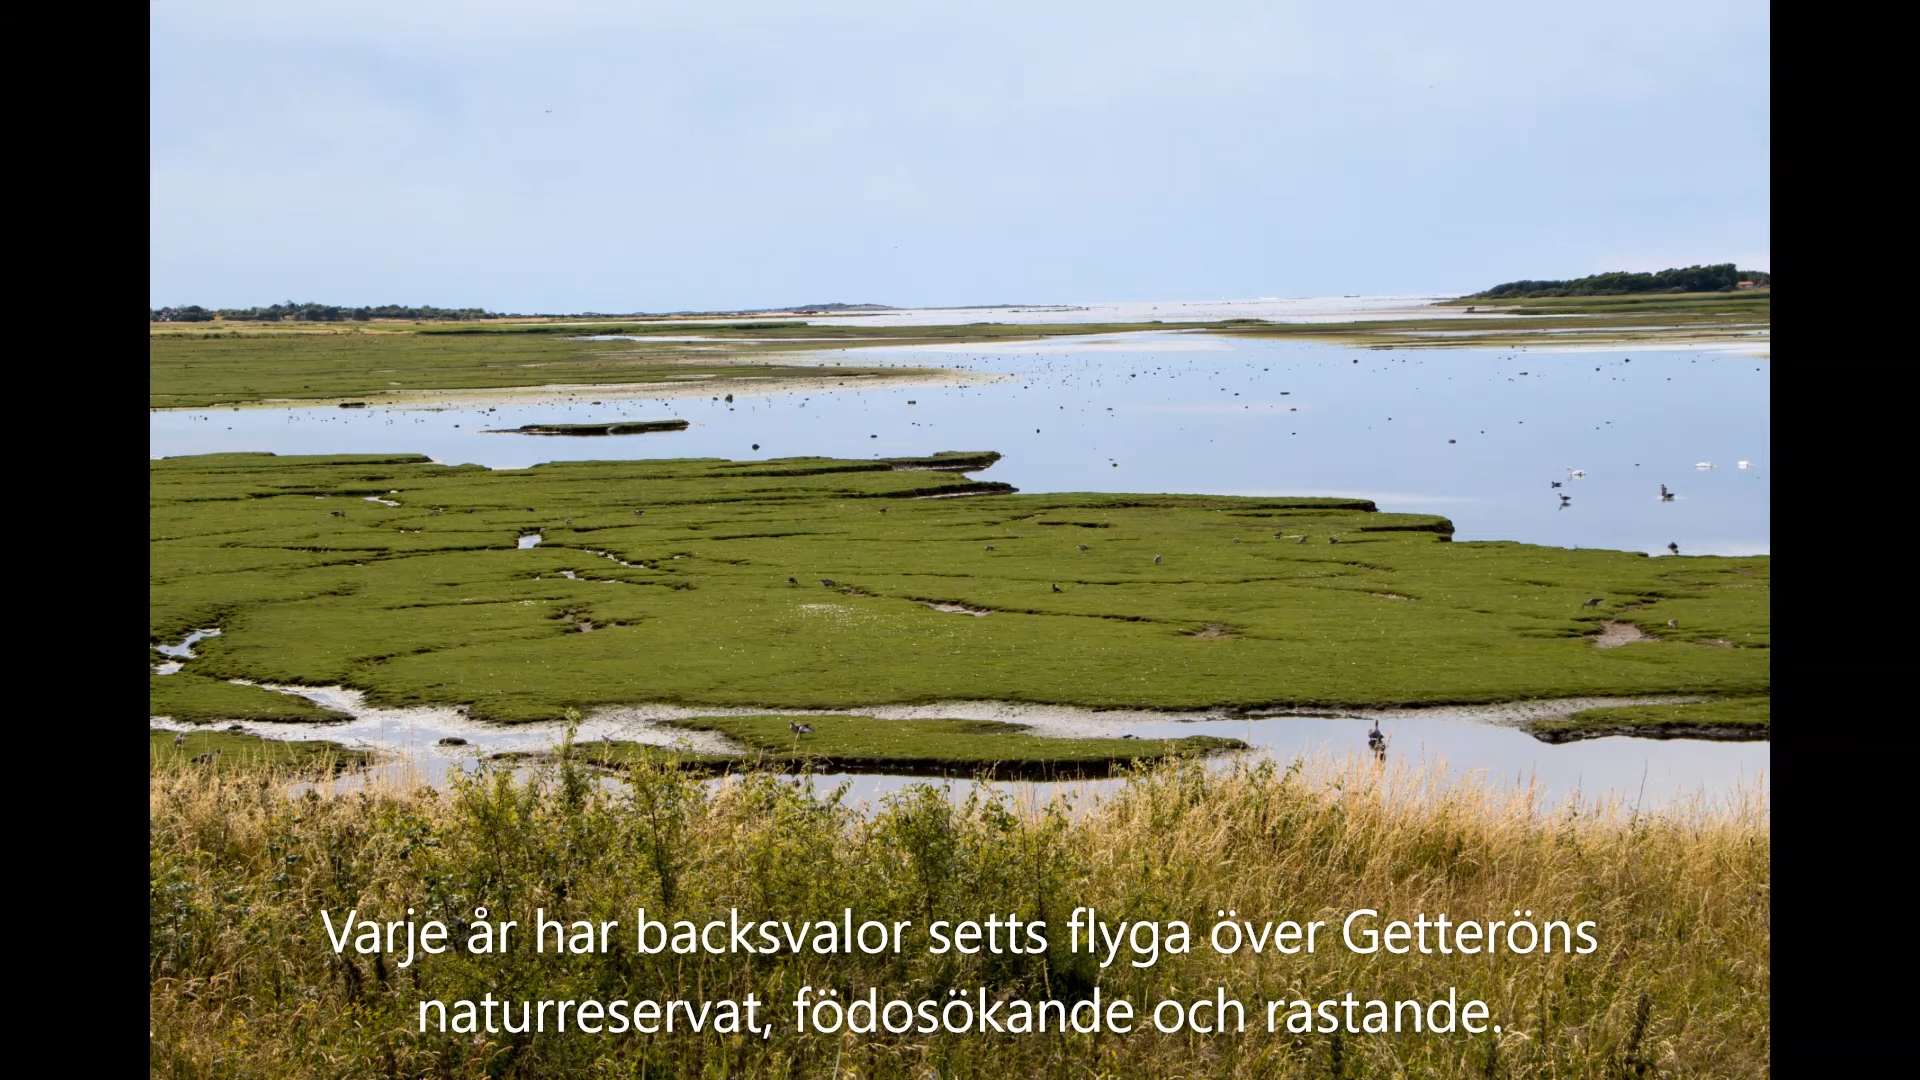 Varje år har backsvalor setts flyga över Getteröns
naturreservat, födosökande och rastande.